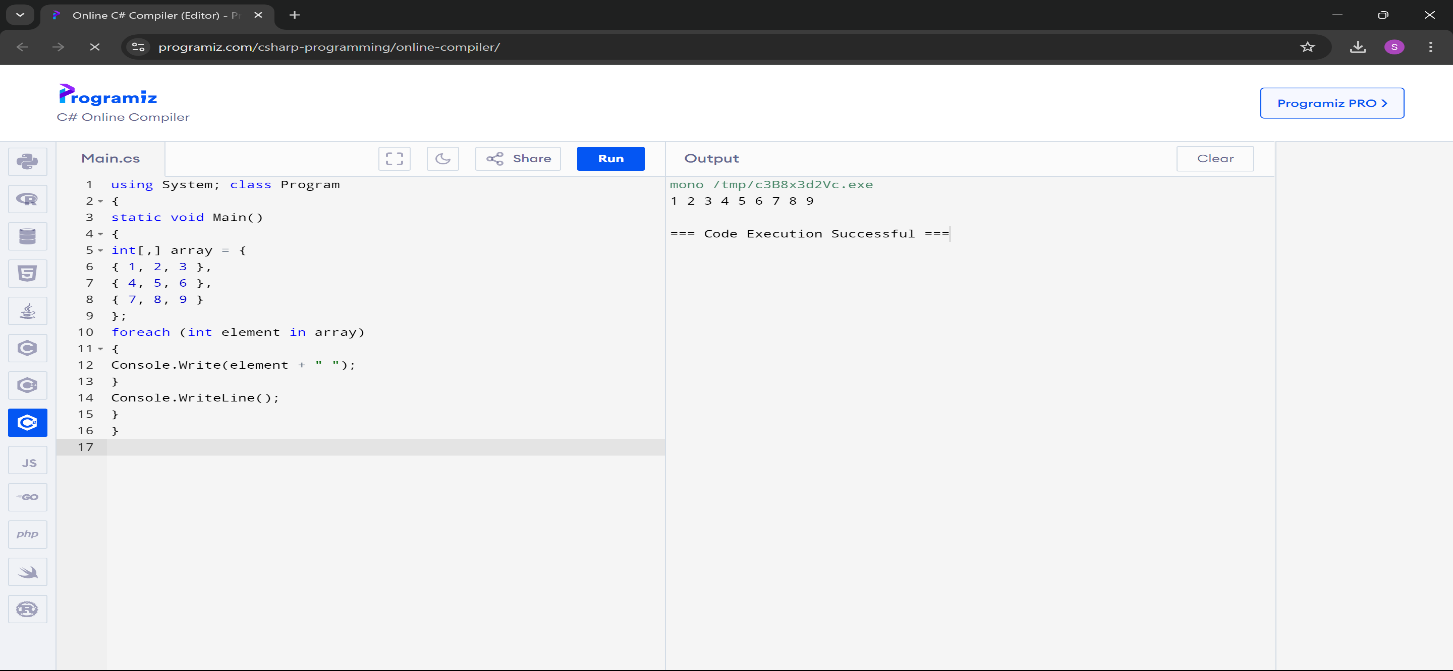 Online C# Compiler (Editor) - Pr
programiz.com/csharp-programming/online-compiler/
S
Programiz
C# Online Compiler
Programiz PRO >
Main.cs
Share
Run
Output
Clear
1 using System; class Program
2 {
3 static void Main()
4 {
5 int[,] array = {
6 { 1, 2, 3 },
7 { 4, 5, 6 },
8 { 7, 8, 9 }
9 };
10 foreach (int element in array)
11 {
12 Console.Write(element + " ");
13 }
14 Console.WriteLine();
15 }
16 }
17
mono /tmp/c3B8x3d2Vc.exe
1 2 3 4 5 6 7 8 9
=== Code Execution Successful ===
R
5
C
C
C
JS
GO
php
R